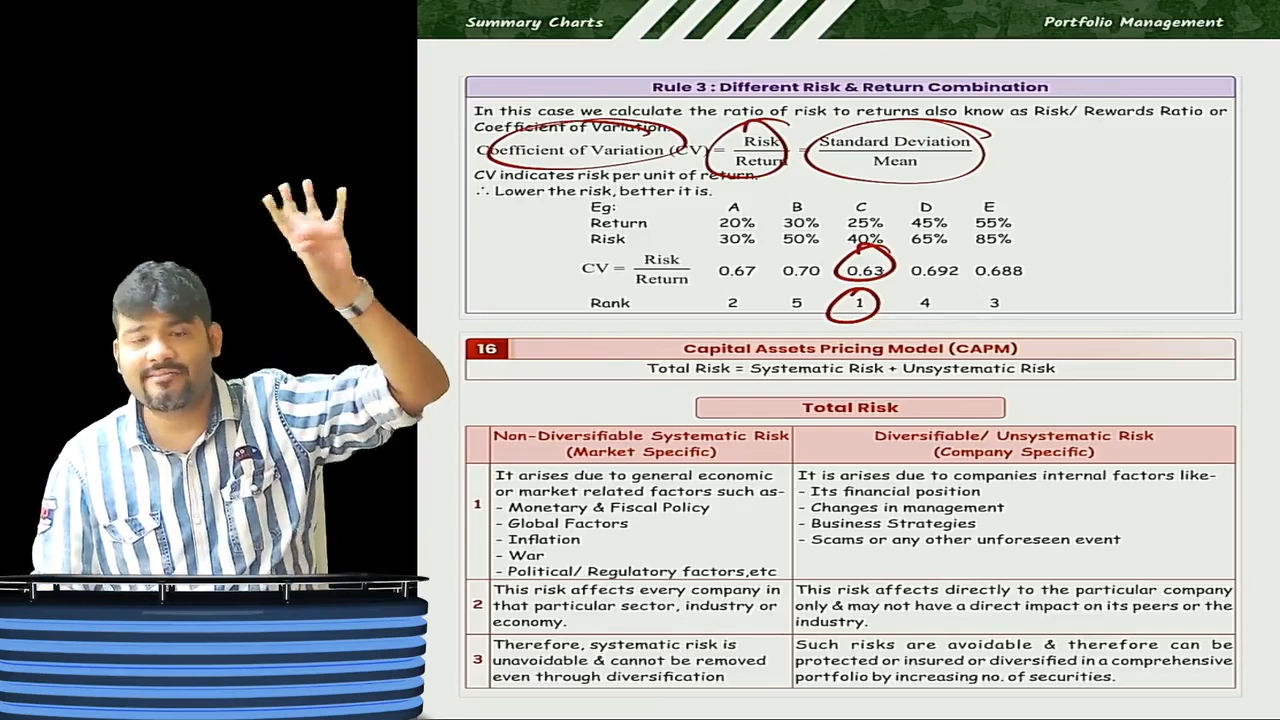 Summary Charts
Portfolio Management
Rule 3 : Different Risk & Return Combination
In this case we calculate the ratio of risk to returns also know as Risk/ Rewards Ratio or
Coefficient of Variation.
Coefficient of Variation (CV) = Risk / Return = Standard Deviation / Mean
CV indicates risk per unit of return.
∴ Lower the risk, better it is.
Eg: A B C D E
Return 20% 30% 25% 45% 55%
Risk 30% 50% 40% 65% 85%
CV = Risk / Return 0.67 0.70 0.63 0.692 0.688
Rank 2 5 1 4 3
16 Capital Assets Pricing Model (CAPM)
Total Risk = Systematic Risk + Unsystematic Risk
Total Risk
Non-Diversifiable Systematic Risk
(Market Specific)
Diversifiable/ Unsystematic Risk
(Company Specific)
1
It arises due to general economic
or market related factors such as-
- Monetary & Fiscal Policy
- Global Factors
- Inflation
- War
- Political/ Regulatory factors,etc
It is arises due to companies internal factors like-
- Its financial position
- Changes in management
- Business Strategies
- Scams or any other unforeseen event
2
This risk affects every company in
that particular sector, industry or
economy.
This risk affects directly to the particular company
only & may not have a direct impact on its peers or the
industry.
3
Therefore, systematic risk is
unavoidable & cannot be removed
even through diversification
Such risks are avoidable & therefore can be
protected or insured or diversified in a comprehensive
portfolio by increasing no. of securities.